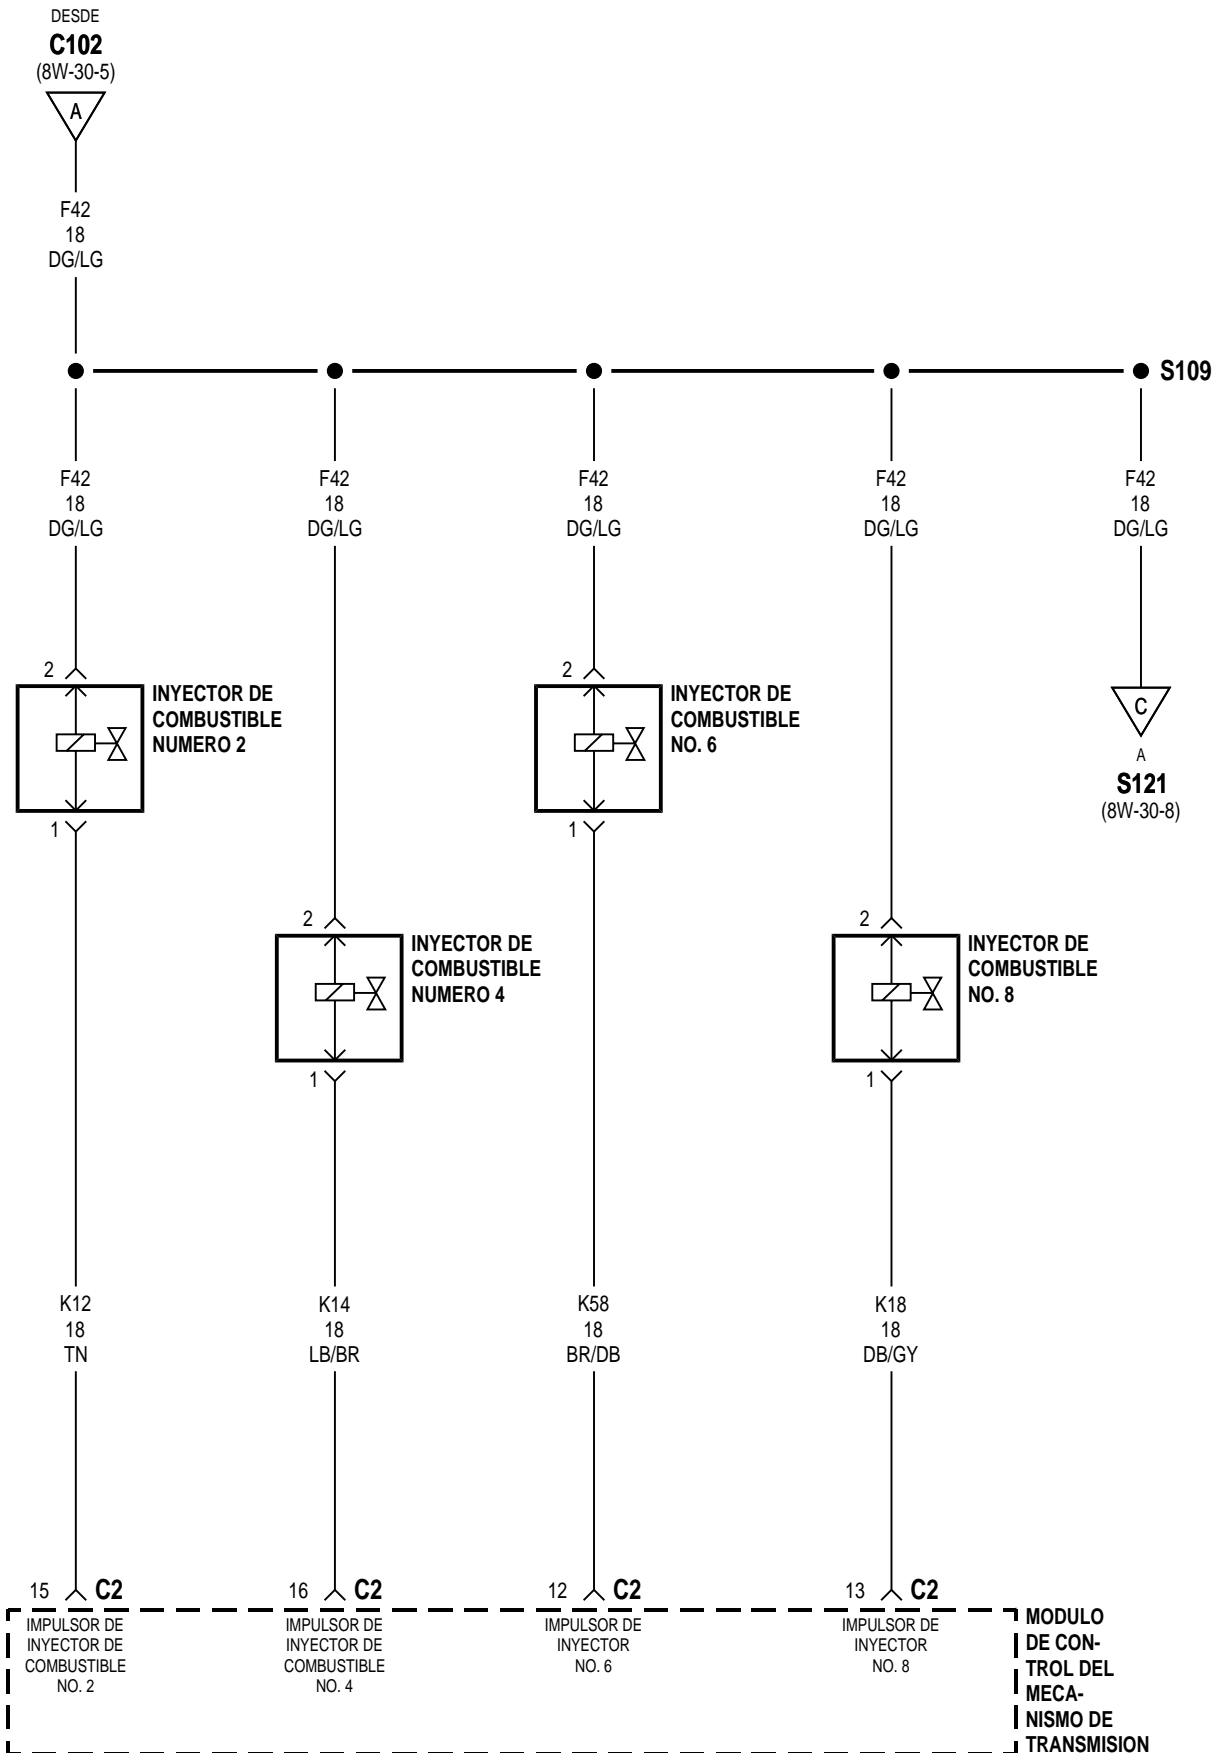 DESDE
C102
(8W-30-5)
A
F42
18
DG/LG
S109
F42
18
DG/LG
F42
18
DG/LG
F42
18
DG/LG
F42
18
DG/LG
F42
18
DG/LG
2
INYECTOR DE
COMBUSTIBLE
NUMERO 2
1
2
INYECTOR DE
COMBUSTIBLE
NO. 6
1
C
A
S121
(8W-30-8)
2
INYECTOR DE
COMBUSTIBLE
NUMERO 4
1
2
INYECTOR DE
COMBUSTIBLE
NO. 8
1
K12
18
TN
K14
18
LB/BR
K58
18
BR/DB
K18
18
DB/GY
15 C2
16 C2
12 C2
13 C2
IMPULSOR DE
INYECTOR DE
COMBUSTIBLE
NO. 2
IMPULSOR DE
INYECTOR DE
COMBUSTIBLE
NO. 4
IMPULSOR DE
INYECTOR
NO. 6
IMPULSOR DE
INYECTOR
NO. 8
MODULO
DE CON-
TROL DEL
MECA-
NISMO DE
TRANSMISION